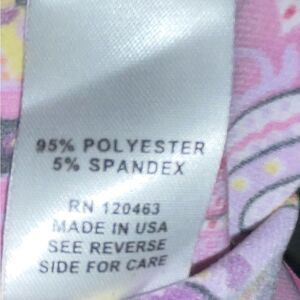 95% POLYESTER
5% SPANDEX
RN 120463
MADE IN USA
SEE REVERSE
SIDE FOR CARE